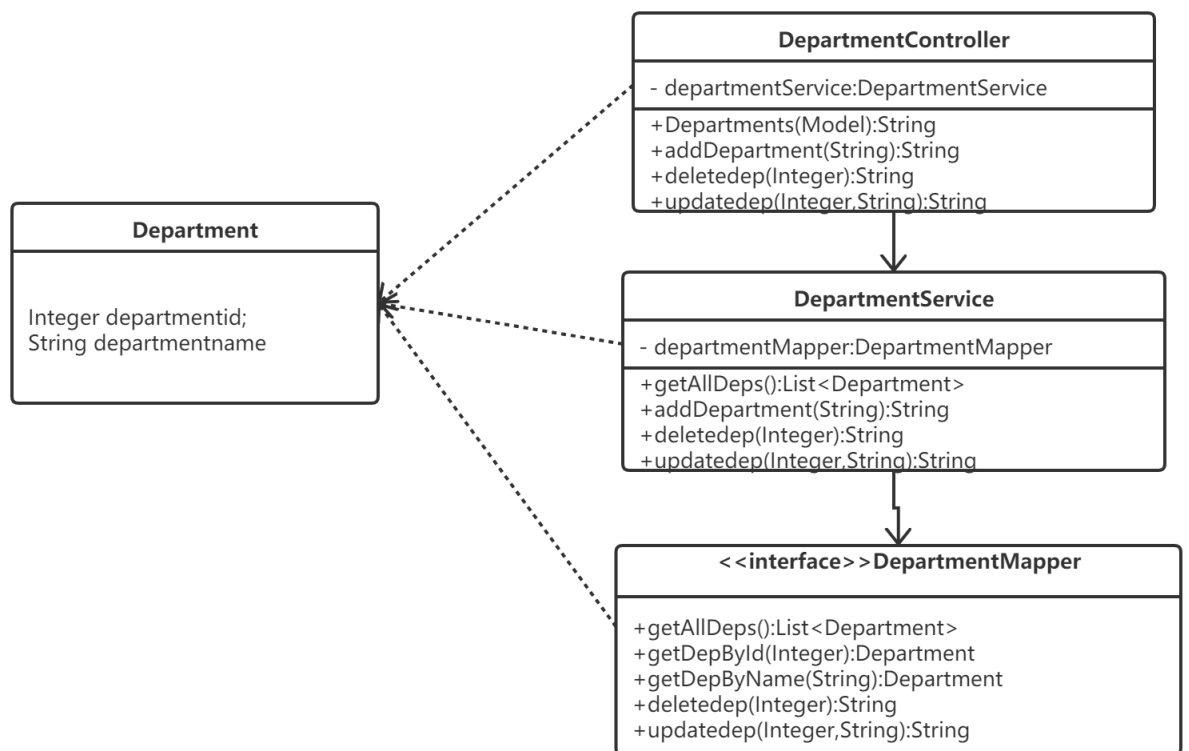 DepartmentController
- departmentService:DepartmentService
+Departments(Model):String
+addDepartment(String):String
+deletedep(Integer):String
+updatedep(Integer,String):String
Department
Integer departmentid;
String departmentname
DepartmentService
- departmentMapper:DepartmentMapper
+getAllDeps():List<Department>
+addDepartment(String):String
+deletedep(Integer):String
+updatedep(Integer,String):String
<<interface>>DepartmentMapper
+getAllDeps():List<Department>
+getDepById(Integer):Department
+getDepByName(String):Department
+deletedep(Integer):String
+updatedep(Integer,String):String